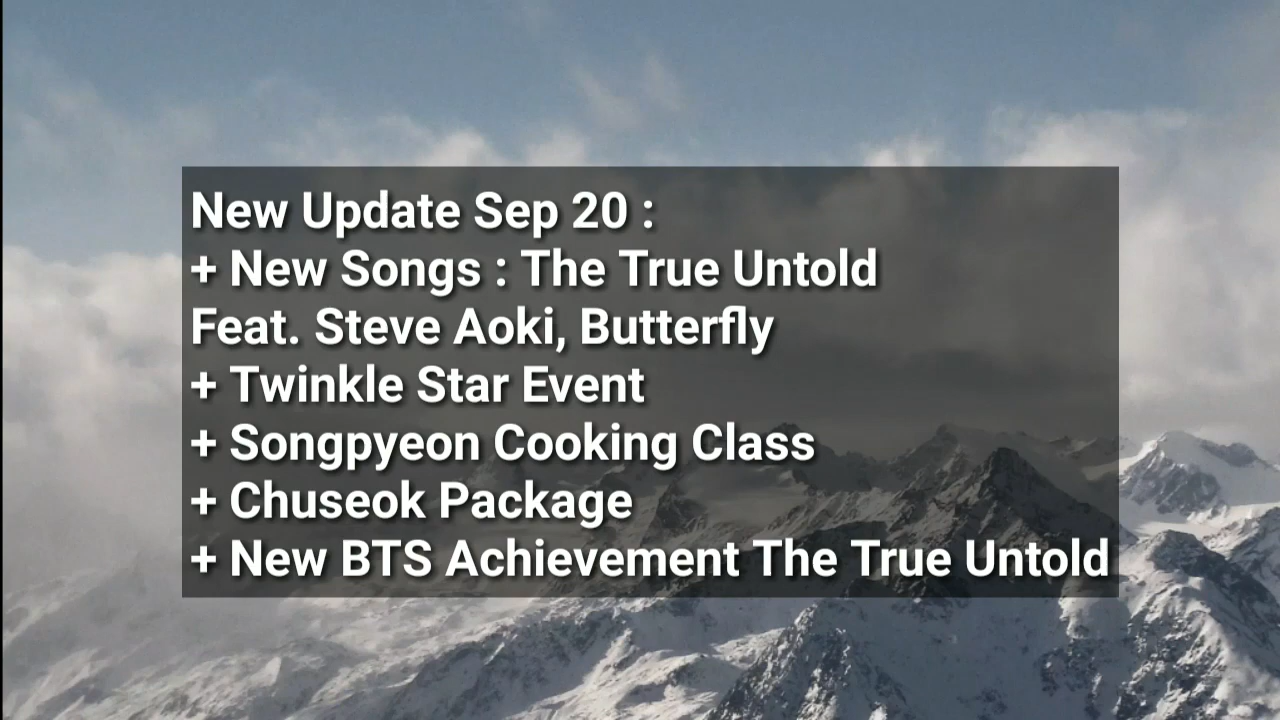 New Update Sep 20 :
+ New Songs : The True Untold
Feat. Steve Aoki, Butterfly
+ Twinkle Star Event
+ Songpyeon Cooking Class
+ Chuseok Package
+ New BTS Achievement The True Untold